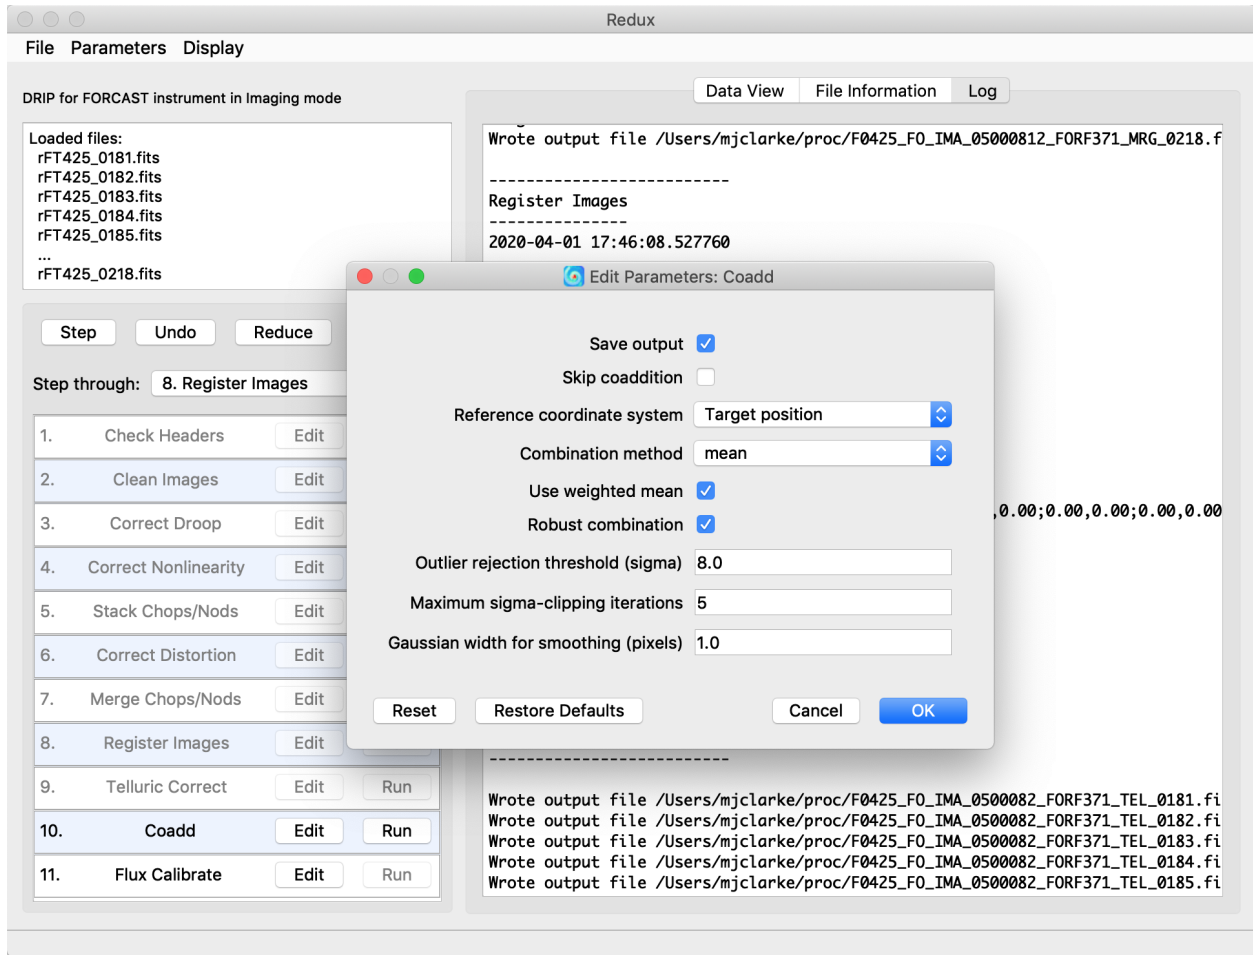 Redux
File Parameters Display
DRIP for FORCAST instrument in Imaging mode
Loaded files:
rFT425_0181.fits
rFT425_0182.fits
rFT425_0183.fits
rFT425_0184.fits
rFT425_0185.fits
...
rFT425_0218.fits
Step Undo Reduce
Step through: 8. Register Images
1. Check Headers Edit
2. Clean Images Edit
3. Correct Droop Edit
4. Correct Nonlinearity Edit
5. Stack Chops/Nods Edit
6. Correct Distortion Edit
7. Merge Chops/Nods Edit
8. Register Images Edit
9. Telluric Correct Edit Run
10. Coadd Edit Run
11. Flux Calibrate Edit Run
Data View File Information Log
Wrote output file /Users/mjclarke/proc/F0425_FO_IMA_05000812_FORF371_MRG_0218.f
--------------------------
Register Images
---------------
2020-04-01 17:46:08.527760
,0.00;0.00,0.00;0.00,0.00
--------------------------
Wrote output file /Users/mjclarke/proc/F0425_FO_IMA_0500082_FORF371_TEL_0181.fi
Wrote output file /Users/mjclarke/proc/F0425_FO_IMA_0500082_FORF371_TEL_0182.fi
Wrote output file /Users/mjclarke/proc/F0425_FO_IMA_0500082_FORF371_TEL_0183.fi
Wrote output file /Users/mjclarke/proc/F0425_FO_IMA_0500082_FORF371_TEL_0184.fi
Wrote output file /Users/mjclarke/proc/F0425_FO_IMA_0500082_FORF371_TEL_0185.fi
Edit Parameters: Coadd
Save output
Skip coaddition
Reference coordinate system Target position
Combination method mean
Use weighted mean
Robust combination
Outlier rejection threshold (sigma) 8.0
Maximum sigma-clipping iterations 5
Gaussian width for smoothing (pixels) 1.0
Reset Restore Defaults Cancel OK